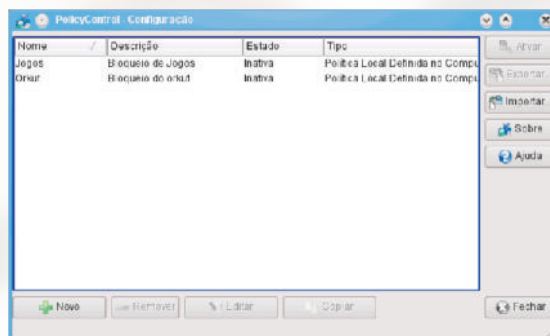 PolicyControl - Configuração
Nome / Descrição Estado Tipo
Jogos Bloqueio de Jogos Inativa Política Local Definida no Compu
Orkut Bloqueio do orkut Inativa Política Local Definida no Compu
Ativar
Exportar
Importar
Sobre
Ajuda
Novo Remover Editar Copiar Fechar